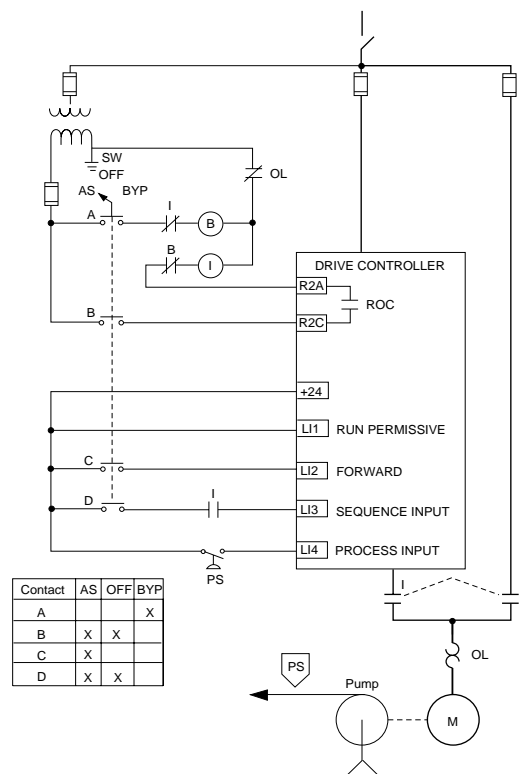 SW
OFF
AS BYP
OL
A
I
B
B
I
DRIVE CONTROLLER
R2A
ROC
B
R2C
+24
LI1 RUN PERMISSIVE
C
LI2 FORWARD
D
I
LI3 SEQUENCE INPUT
LI4 PROCESS INPUT
PS
I
Contact AS OFF BYP
A X
B X X
C X
D X X
OL
PS
Pump
M